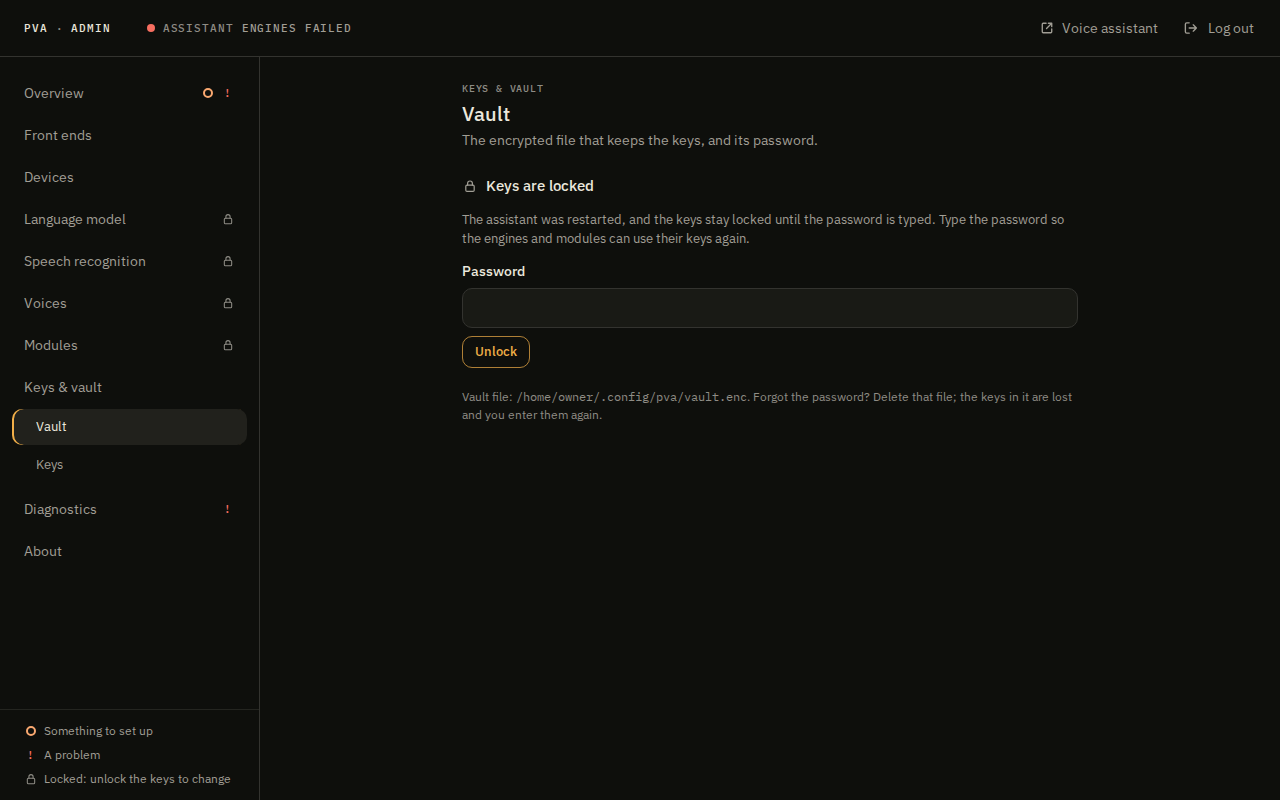 PVA · ADMIN
ASSISTANT ENGINES FAILED
Voice assistant
Log out
Overview !
Front ends
Devices
Language model
Speech recognition
Voices
Modules
Keys & vault
Vault
Keys
Diagnostics !
About
Something to set up
! A problem
Locked: unlock the keys to change
KEYS & VAULT
Vault
The encrypted file that keeps the keys, and its password.
Keys are locked
The assistant was restarted, and the keys stay locked until the password is typed. Type the password so
the engines and modules can use their keys again.
Password
Unlock
Vault file: /home/owner/.config/pva/vault.enc. Forgot the password? Delete that file; the keys in it are lost
and you enter them again.